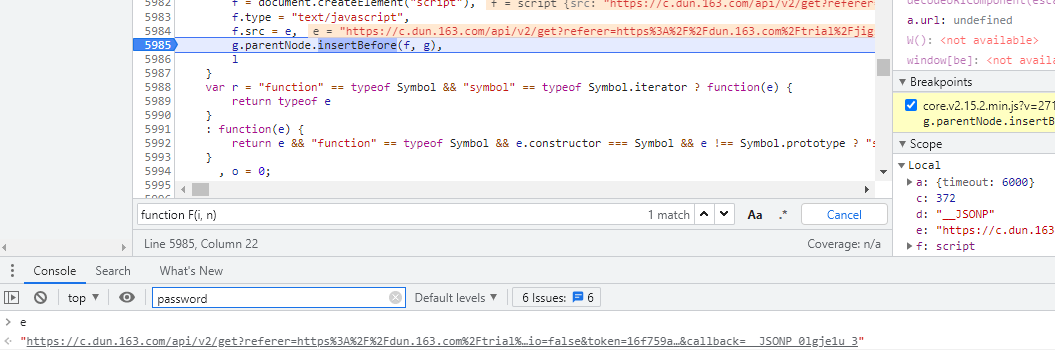 5982 f = document.createElement("script"), f = script {src: "https://c.dun.163.com/api/v2/get?referer
5983 f.type = "text/javascript",
5984 f.src = e, e = "https://c.dun.163.com/api/v2/get?referer=https%3A%2F%2Fdun.163.com%2Ftrial%2Fjig
5985 g.parentNode.insertBefore(f, g),
5986 l
5987 }
5988 var r = "function" == typeof Symbol && "symbol" == typeof Symbol.iterator ? function(e) {
5989 return typeof e
5990 }
5991 : function(e) {
5992 return e && "function" == typeof Symbol && e.constructor === Symbol && e !== Symbol.prototype ? "s
5993 }
5994 , o = 0;
5995
function F(i, n)
1 match
Aa
.*
Cancel
Line 5985, Column 22
Coverage: n/a
a.url: undefined
W(): <not available>
window[be]: <not availa
Breakpoints
core.v2.15.2.min.js?v=271
g.parentNode.insertB
Scope
Local
a: {timeout: 6000}
c: 372
d: "__JSONP"
e: "https://c.dun.163
f: script
Console Search What's New
top password Default levels 6 Issues: 6
> e
"https://c.dun.163.com/api/v2/get?referer=https%3A%2F%2Fdun.163.com%2Ftrial%…io=false&token=16f759a…&callback=__JSONP_0lgje1u_3"